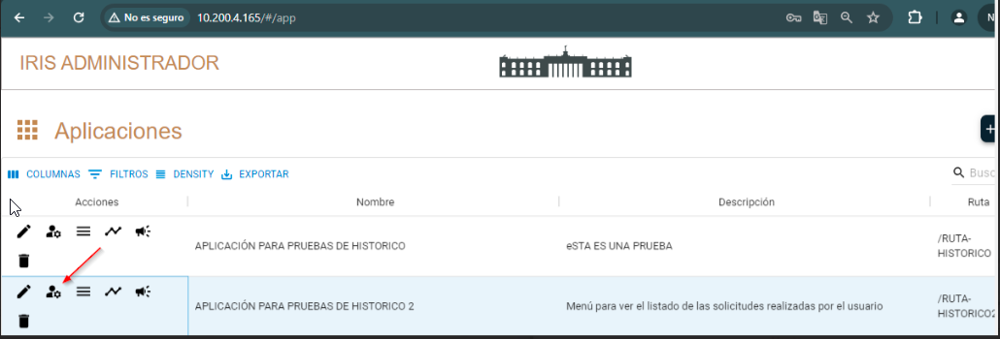 No es seguro 10.200.4.165/#/app
IRIS ADMINISTRADOR
Aplicaciones
COLUMNAS FILTROS DENSITY EXPORTAR Busc
Acciones Nombre Descripción Ruta
APLICACIÓN PARA PRUEBAS DE HISTORICO eSTA ES UNA PRUEBA /RUTA-
HISTORICO
APLICACIÓN PARA PRUEBAS DE HISTORICO 2 Menú para ver el listado de las solicitudes realizadas por el usuario /RUTA-
HISTORICO2